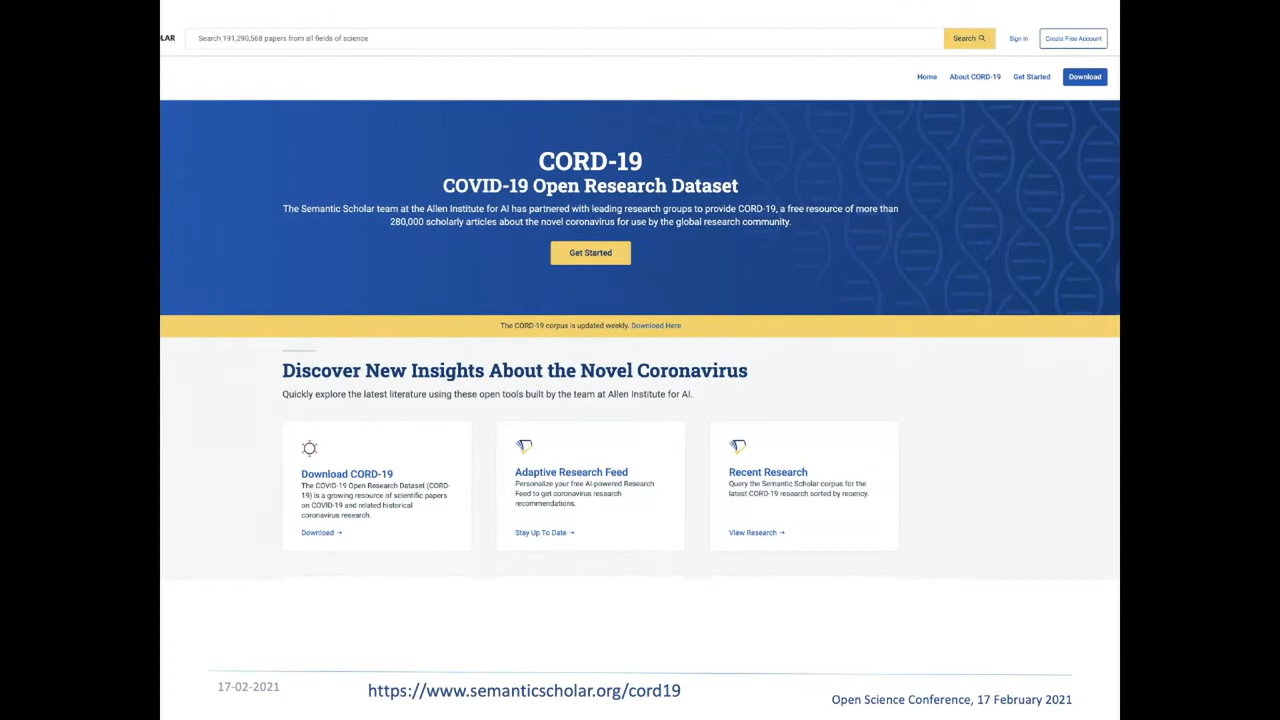 LAR
Search 191,290,568 papers from all fields of science
Search
Sign In
Create Free Account
Home
About CORD-19
Get Started
Download
CORD-19
COVID-19 Open Research Dataset
The Semantic Scholar team at the Allen Institute for AI has partnered with leading research groups to provide CORD-19, a free resource of more than
280,000 scholarly articles about the novel coronavirus for use by the global research community.
Get Started
The CORD-19 corpus is updated weekly. Download Here
Discover New Insights About the Novel Coronavirus
Quickly explore the latest literature using these open tools built by the team at Allen Institute for AI.
Download CORD-19
The COVID-19 Open Research Dataset (CORD-
19) is a growing resource of scientific papers
on COVID-19 and related historical
coronavirus research.
Download →
Adaptive Research Feed
Personalize your free AI-powered Research
Feed to get coronavirus research
recommendations.
Stay Up To Date →
Recent Research
Query the Semantic Scholar corpus for the
latest CORD-19 research sorted by recency.
View Research →
17-02-2021
https://www.semanticscholar.org/cord19
Open Science Conference, 17 February 2021